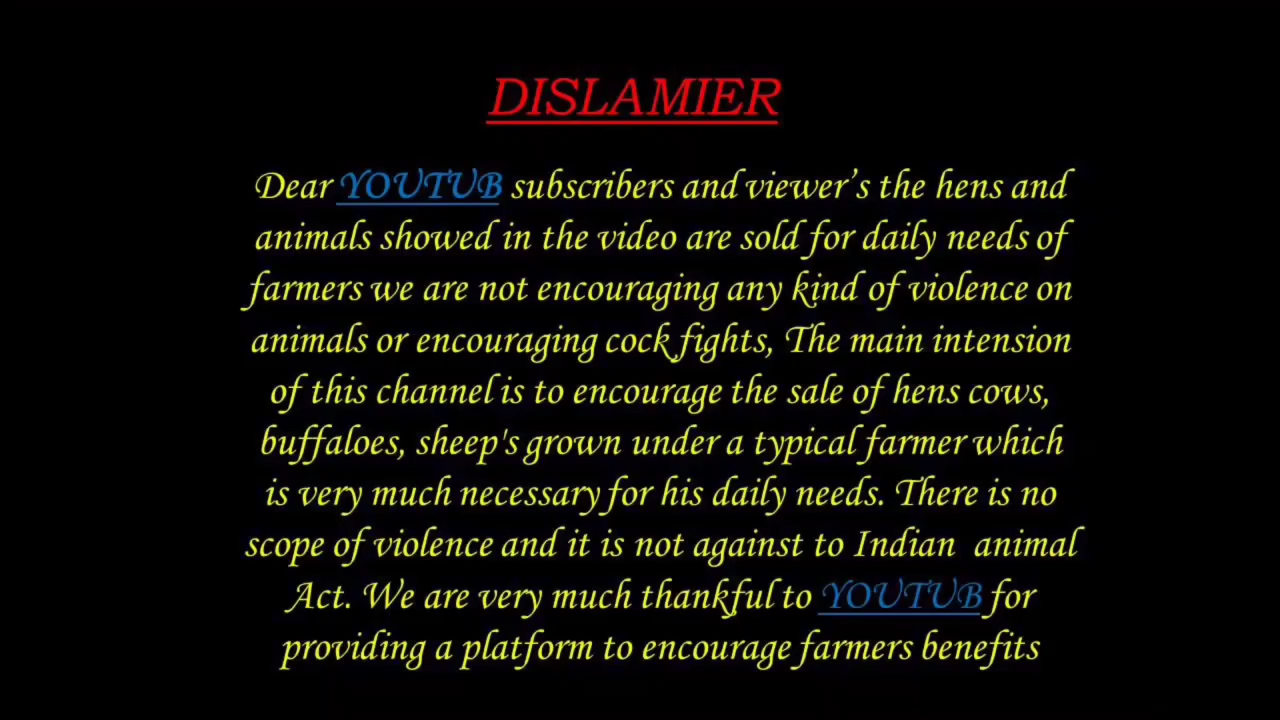 DISLAMIER
Dear YOUTUB subscribers and viewer’s the hens and
animals showed in the video are sold for daily needs of
farmers we are not encouraging any kind of violence on
animals or encouraging cock fights, The main intension
of this channel is to encourage the sale of hens cows,
buffaloes, sheep's grown under a typical farmer which
is very much necessary for his daily needs. There is no
scope of violence and it is not against to Indian  animal
Act. We are very much thankful to YOUTUB for
providing a platform to encourage farmers benefits